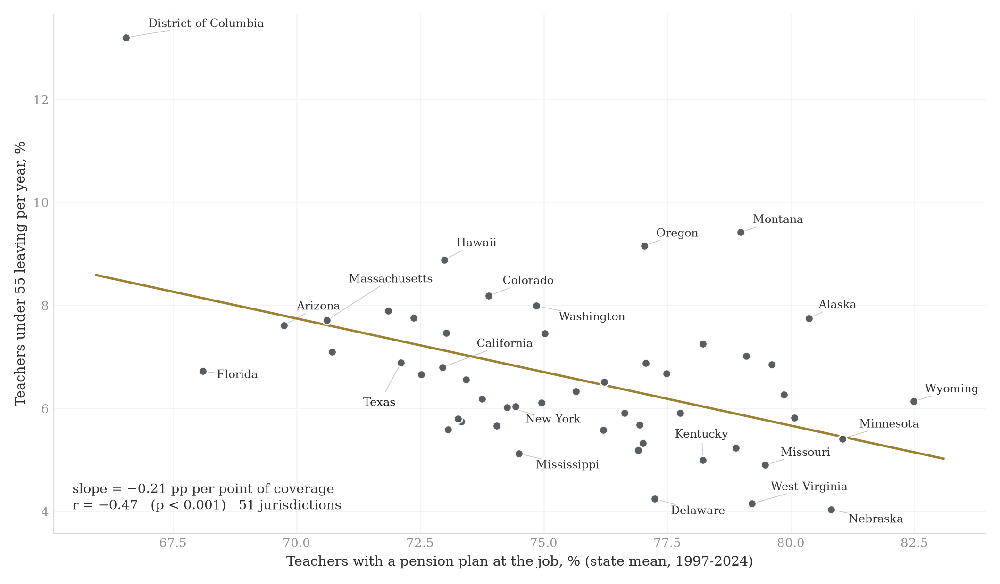 District of Columbia
12
10
Montana
Oregon
Hawaii
Massachusetts
Colorado
Arizona
8
Alaska
Washington
California
Florida
Wyoming
Texas
6
New York
Minnesota
Kentucky
Missouri
Mississippi
West Virginia
slope = −0.21 pp per point of coverage
r = −0.47 (p < 0.001) 51 jurisdictions
4
Delaware
Nebraska
67.5 70.0 72.5 75.0 77.5 80.0 82.5
Teachers with a pension plan at the job, % (state mean, 1997-2024)
Teachers under 55 leaving per year, %